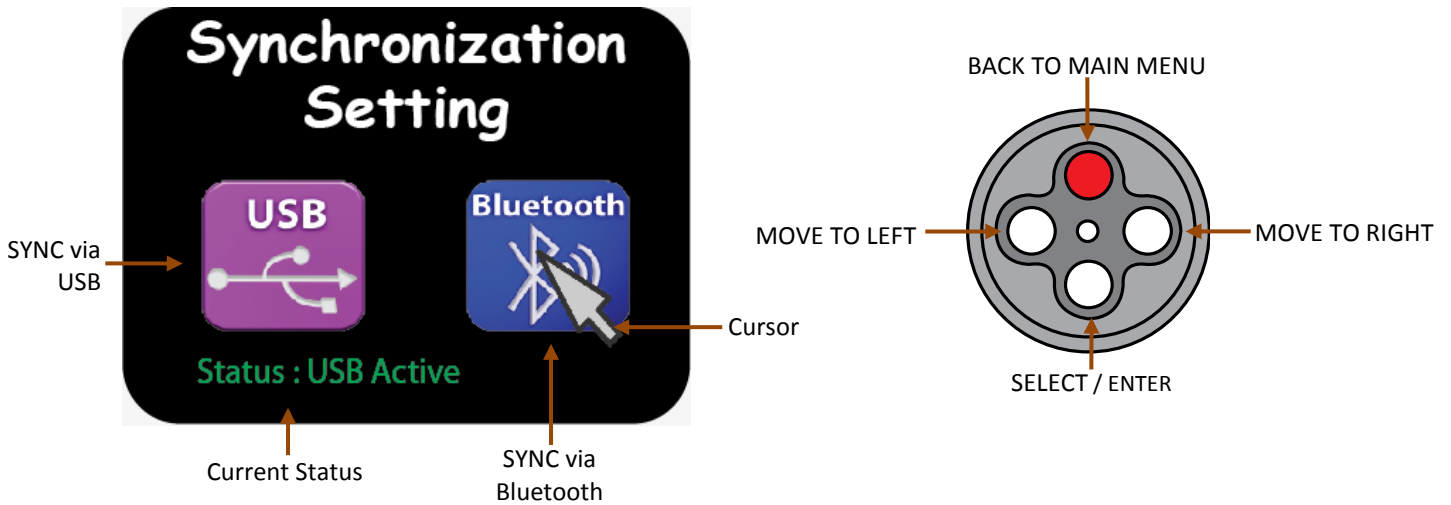 Synchronization
Setting
USB
Bluetooth
Status : USB Active
SYNC via
USB
Cursor
Current Status
SYNC via
Bluetooth
BACK TO MAIN MENU
MOVE TO LEFT
MOVE TO RIGHT
SELECT / ENTER